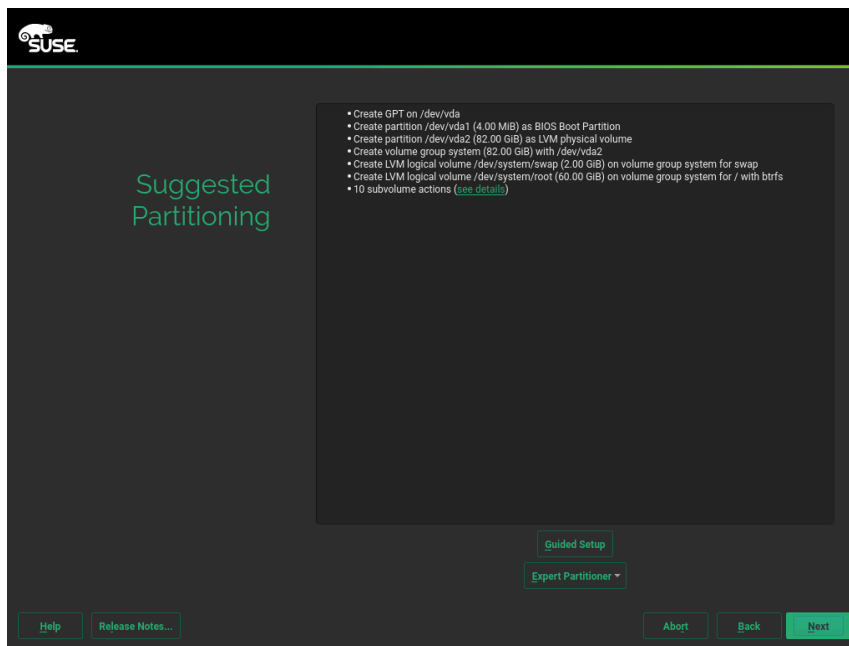 SUSE.
• Create GPT on /dev/vda
• Create partition /dev/vda1 (4.00 MiB) as BIOS Boot Partition
• Create partition /dev/vda2 (82.00 GiB) as LVM physical volume
• Create volume group system (82.00 GiB) with /dev/vda2
• Create LVM logical volume /dev/system/swap (2.00 GiB) on volume group system for swap
• Create LVM logical volume /dev/system/root (60.00 GiB) on volume group system for / with btrfs
• 10 subvolume actions (see details)
Suggested
Partitioning
Guided Setup
Expert Partitioner
Help Release Notes... Abort Back Next